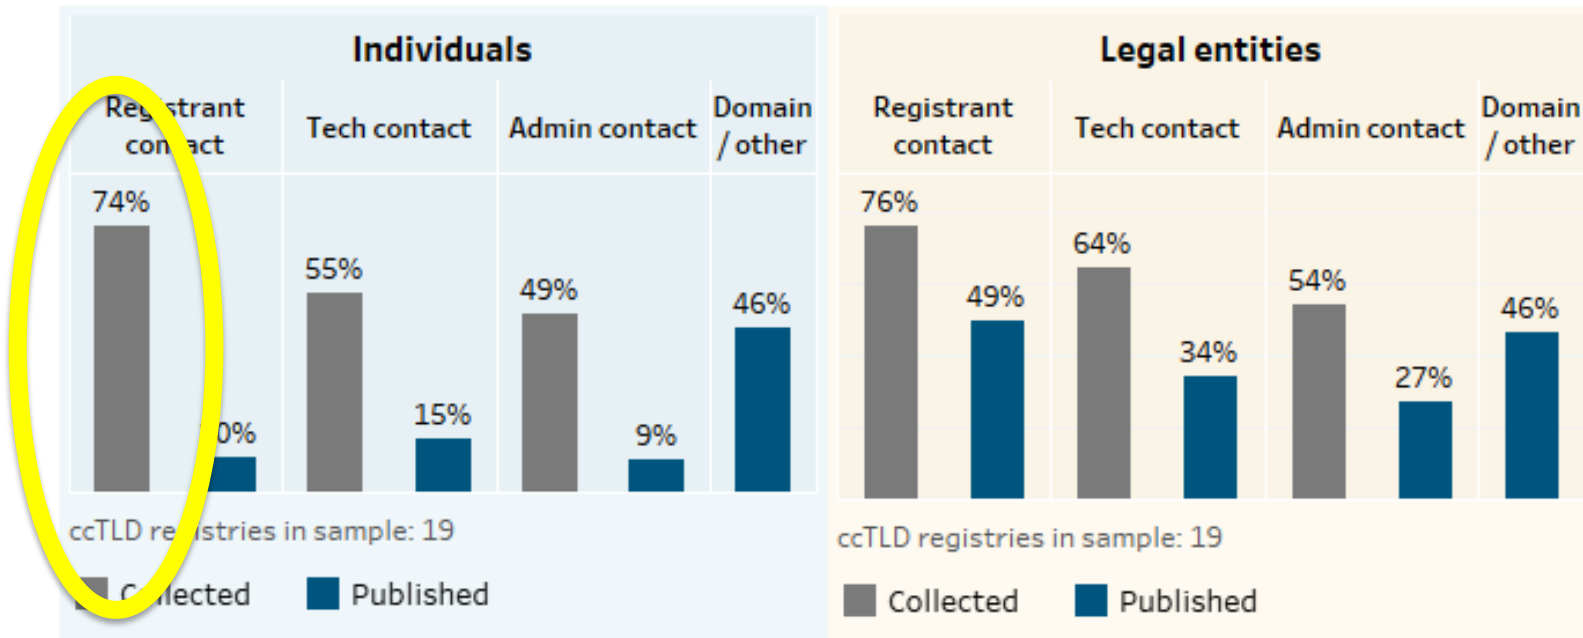 Individuals
Registrant
contact
Tech contact
Admin contact
Domain
/ other
74%
55%
15%
49%
9%
46%
ccTLD registries in sample: 19
Collected
Published
Legal entities
Registrant
contact
Tech contact
Admin contact
Domain
/ other
76%
49%
64%
34%
54%
27%
46%
ccTLD registries in sample: 19
Collected
Published